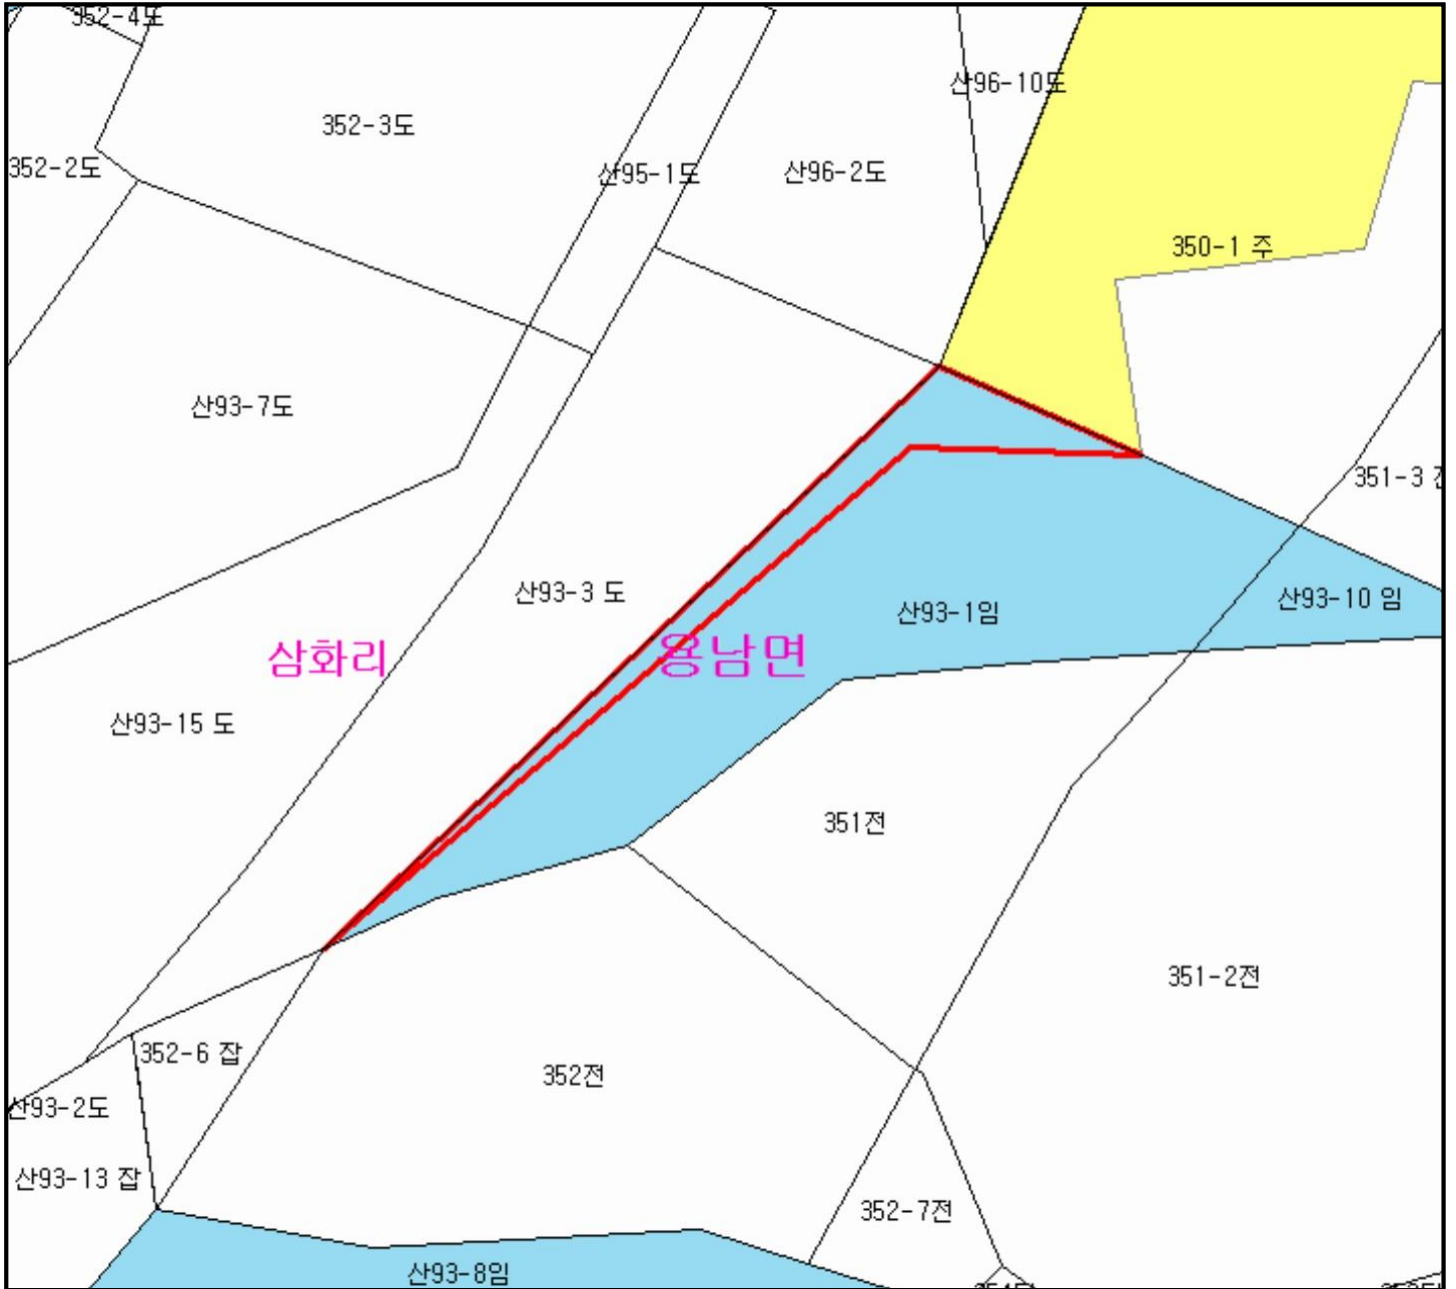 352-4도
산96-10도
352-3도
352-2도
산95-1도
산96-2도
350-1 주
산93-7도
351-3 전
산93-3 도
산93-1임
산93-10 임
삼화리
용남면
산93-15 도
351전
351-2전
352-6 잡
352전
산93-2도
산93-13 잡
352-7전
산93-8임